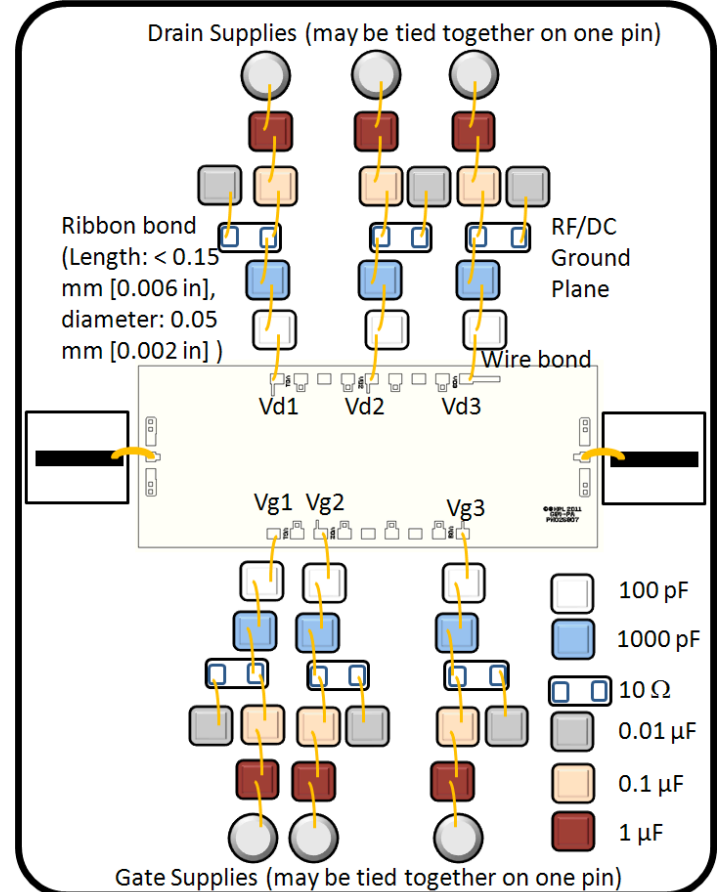 Drain Supplies (may be tied together on one pin)
Ribbon bond
(Length: < 0.15
mm [0.006 in],
diameter: 0.05
mm [0.002 in] )
RF/DC
Ground
Plane
Wire bond
Vd1
Vd2
Vd3
Vg1
Vg2
Vg3
100 pF
1000 pF
10 Ω
0.01 µF
0.1 µF
1 µF
Gate Supplies (may be tied together on one pin)